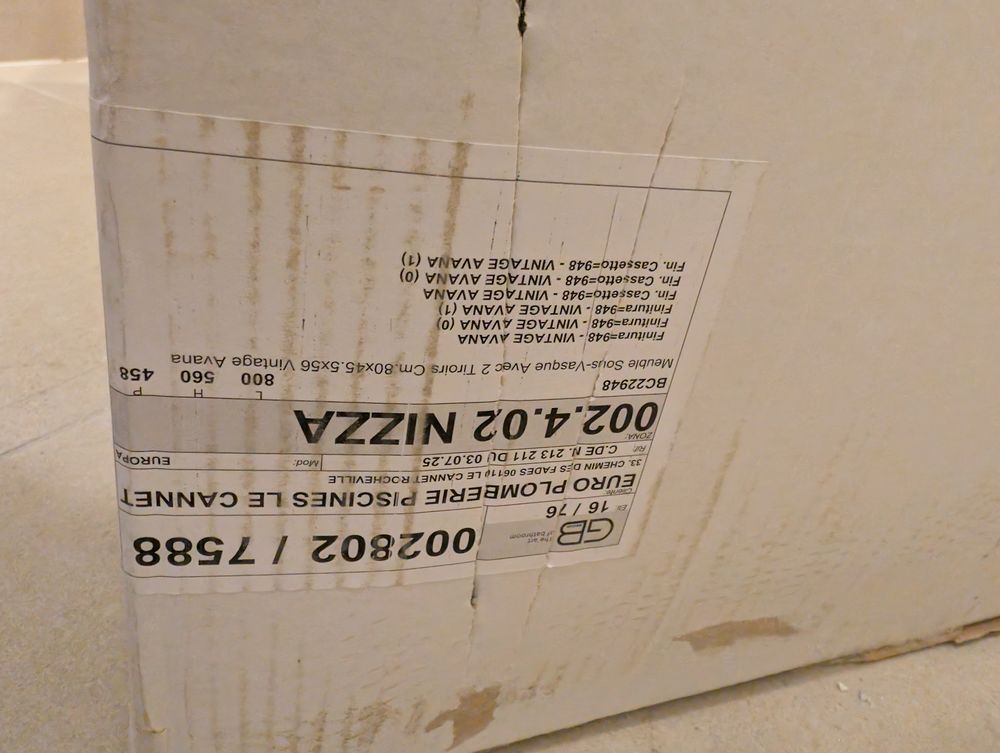 GB The art of bathroom
002802 / 7588
Es: 16 / 76
Cliente:
EURO PLOMBERIE PISCINES LE CANNET
33, CHEMIN DES FADES 06110 LE CANNET ROCHEVILLE
Rif: C.DE N. 213 211 DU 03.07.25 Mod: EUROPA
ZONA:
002.4.02 NIZZA
BC22948 L 800 H 560 P 458
Meuble Sous-Vasque Avec 2 Tiroirs Cm.80x45.5x56 Vintage Avana
Finitura=948 - VINTAGE AVANA
Finitura=948 - VINTAGE AVANA (0)
Finitura=948 - VINTAGE AVANA (1)
Fin. Cassetto=948 - VINTAGE AVANA
Fin. Cassetto=948 - VINTAGE AVANA (0)
Fin. Cassetto=948 - VINTAGE AVANA (1)